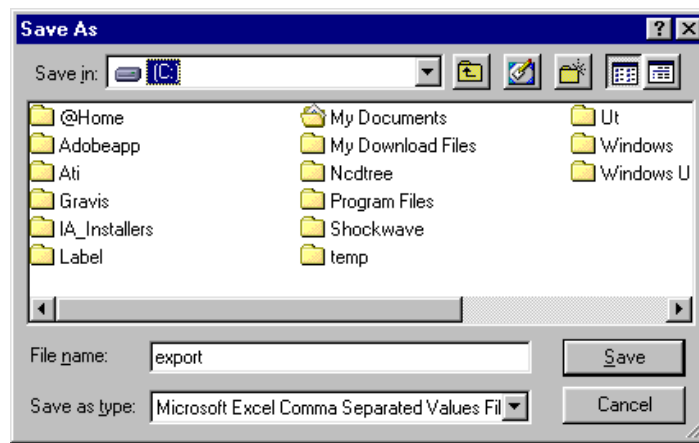 Save As
Save in: (C:
@Home My Documents Ut
Adobeapp My Download Files Windows
Ati Ncdtree Windows U
Gravis Program Files
IA_Installers Shockwave
Label temp
File name: export Save
Save as type: Microsoft Excel Comma Separated Values Fil Cancel